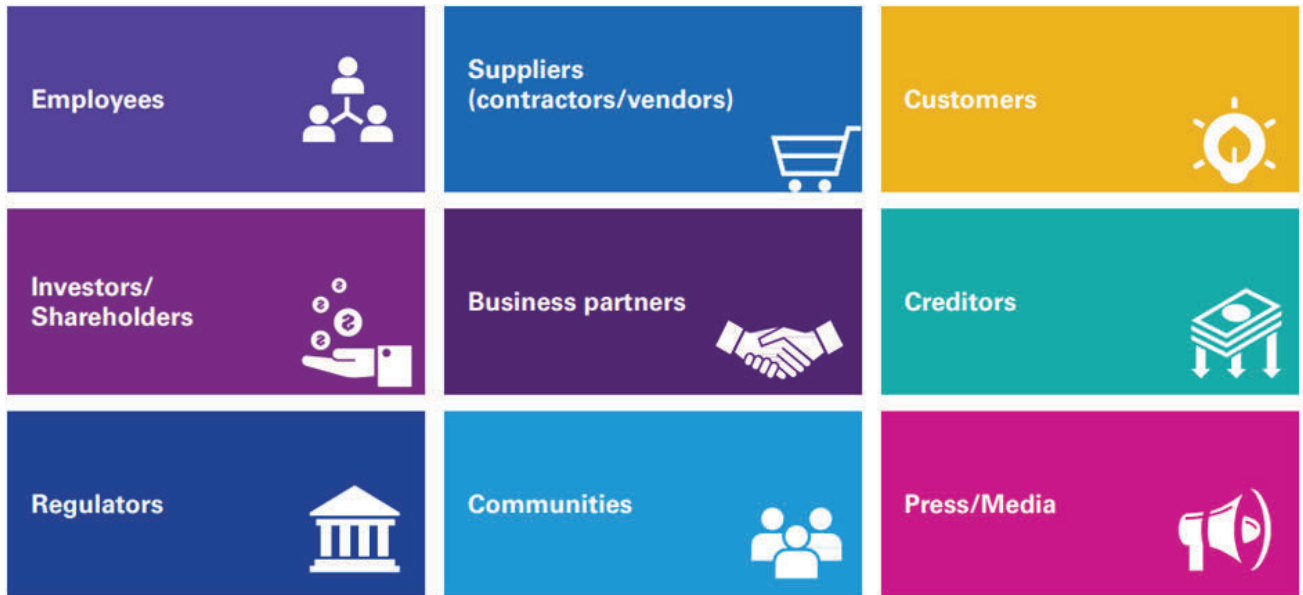 Employees
Suppliers
(contractors/vendors)
Customers
Investors/
Shareholders
Business partners
Creditors
Regulators
Communities
Press/Media